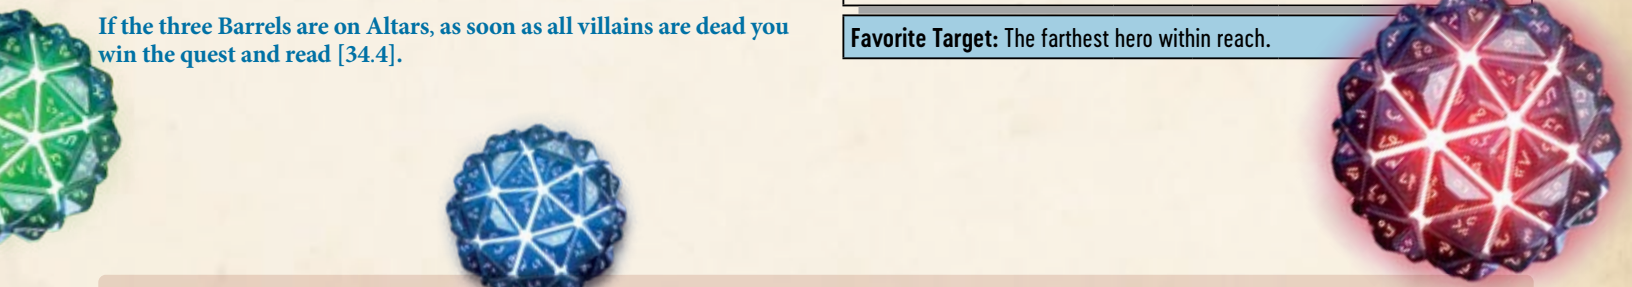 If the three Barrels are on Altars, as soon as all villains are dead you
win the quest and read [34.4].
Favorite Target: The farthest hero within reach.